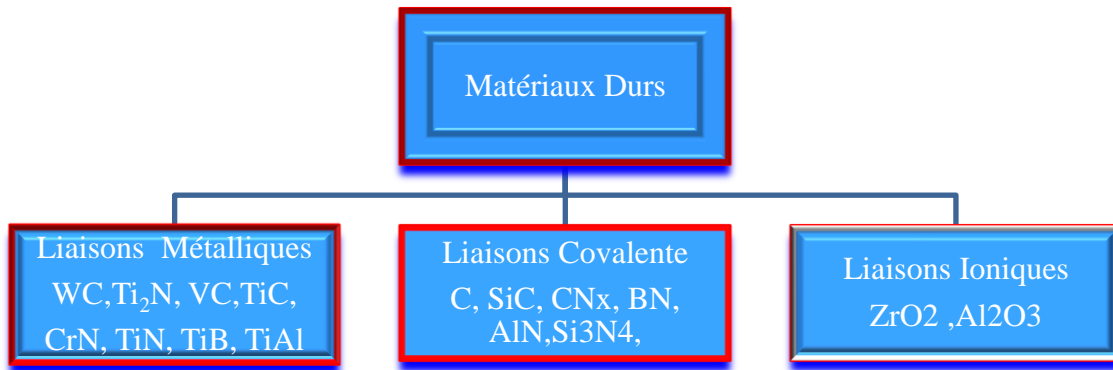 Matériaux Durs
Liaisons Métalliques
WC,Ti₂N, VC,TiC,
CrN, TiN, TiB, TiAl
Liaisons Covalente
C, SiC, CNx, BN,
AlN,Si3N4,
Liaisons Ioniques
ZrO2 ,Al2O3